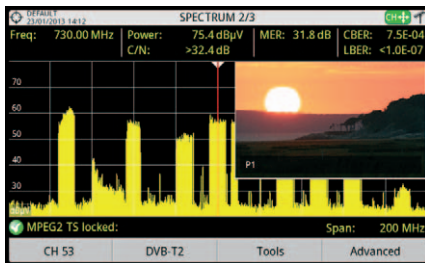 DEFAULT
23/01/2013 14:12
SPECTRUM 2/3
CH
Freq: 730.00 MHz
Power: 75.4 dBµV
MER: 31.8 dB
CBER: 7.5E-04
C/N: >32.4 dB
LBER: <1.0E-07
70
60
50
40
30
dBµV
P1
MPEG2 TS locked:
Span: 200 MHz
CH 53
DVB-T2
Tools
Advanced